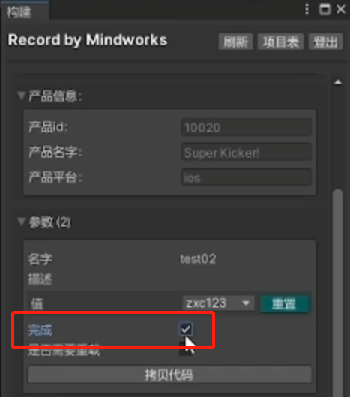 构建
Record by Mindworks
刷新 项目表 登出
产品信息:
产品id: 10020
产品名字: Super Kicker!
产品平台: ios
参数 (2)
名字 test02
描述
值 zxc123 重置
完成
是否需要重载
拷贝代码